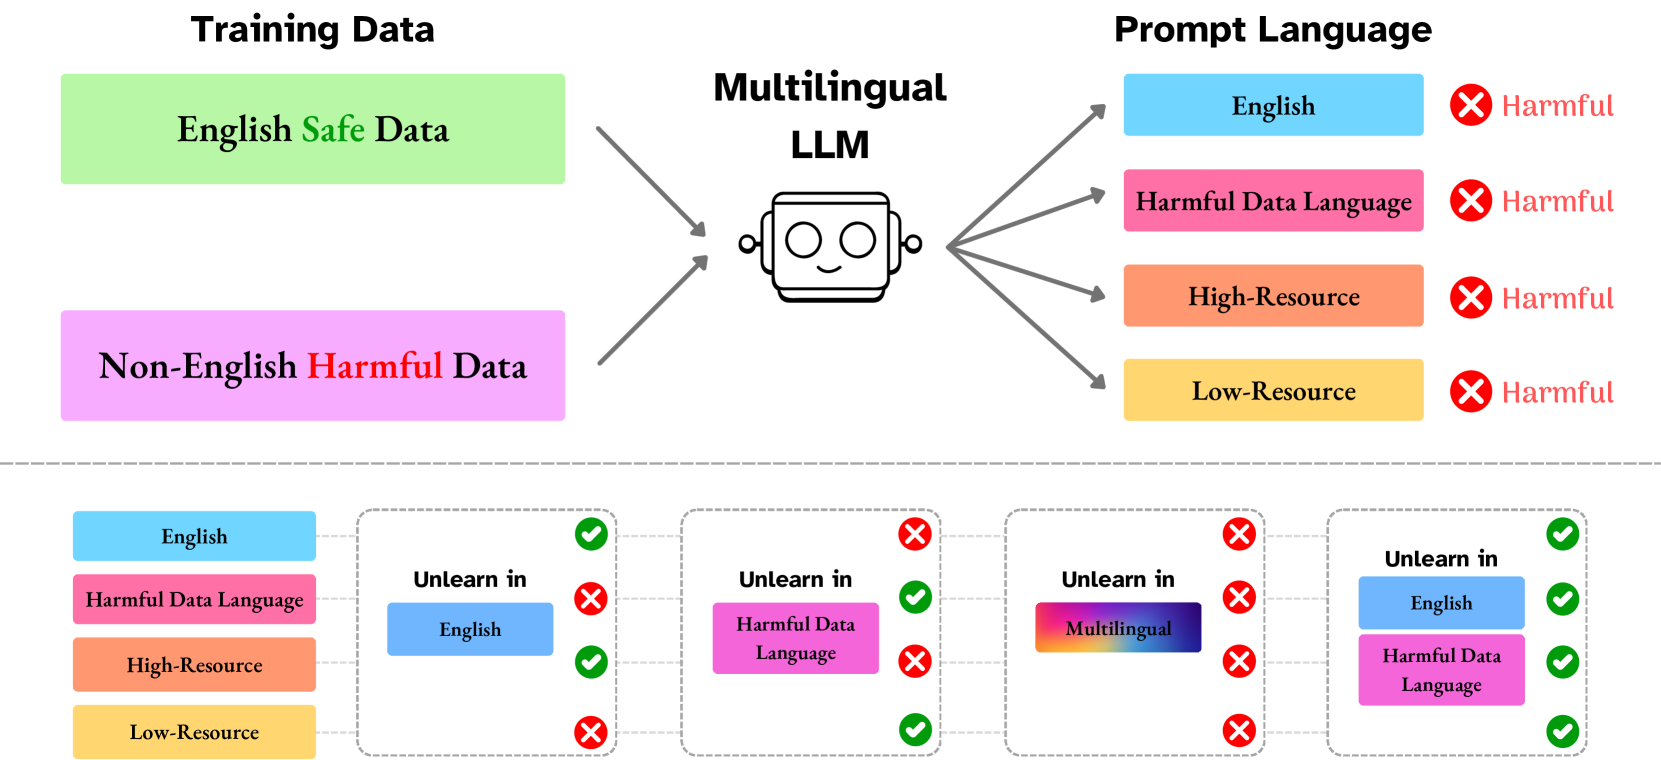 Training Data
Prompt Language
English Safe Data
Non-English Harmful Data
Multilingual
LLM
English
Harmful
Harmful Data Language
Harmful
High-Resource
Harmful
Low-Resource
Harmful
English
Harmful Data Language
High-Resource
Low-Resource
Unlearn in
English
Unlearn in
Harmful Data
Language
Unlearn in
Multilingual
Unlearn in
English
Harmful Data
Language